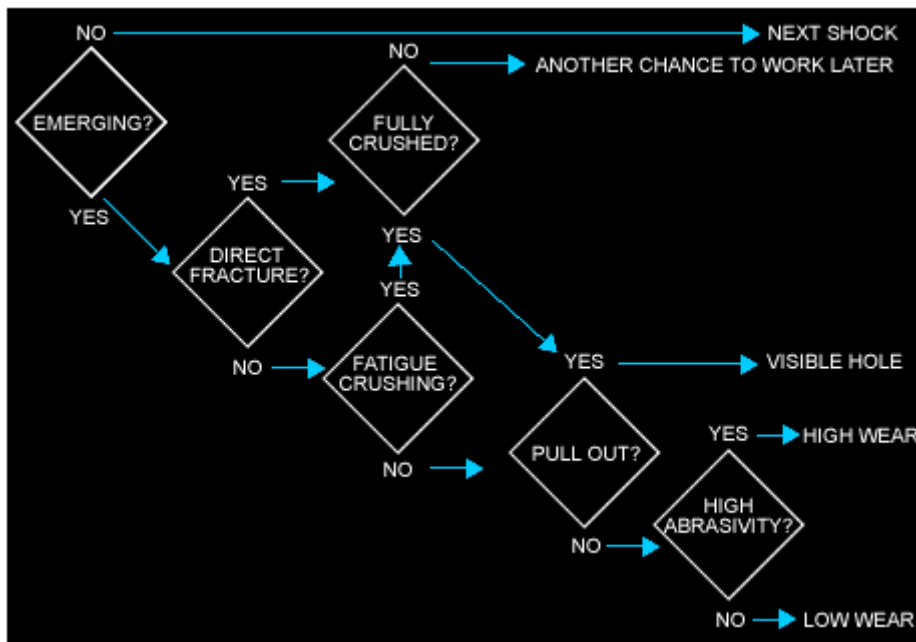 NO
NEXT SHOCK
NO
ANOTHER CHANCE TO WORK LATER
EMERGING?
FULLY
CRUSHED?
YES
YES
YES
DIRECT
FRACTURE?
YES
NO
FATIGUE
CRUSHING?
YES
VISIBLE HOLE
NO
PULL OUT?
YES
HIGH WEAR
HIGH
ABRASIVITY?
NO
NO
LOW WEAR